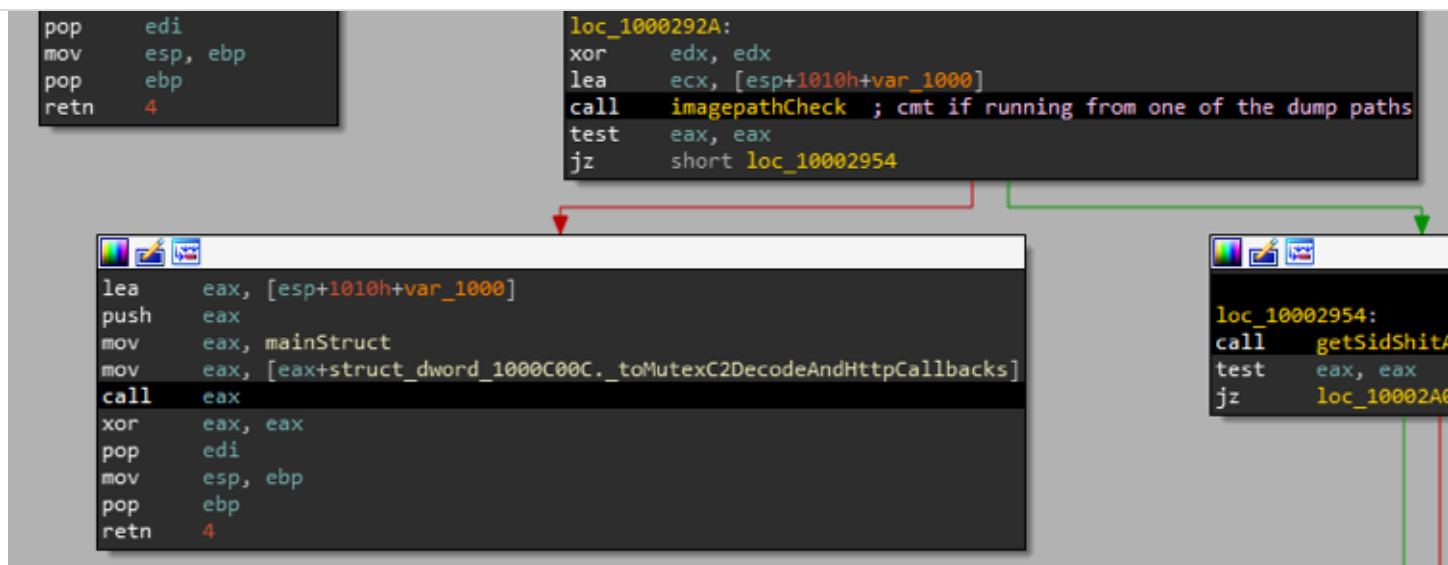 pop edi
mov esp, ebp
pop ebp
retn 4
loc_1000292A:
xor edx, edx
lea ecx, [esp+1010h+var_1000]
call imagepathCheck ; cmt if running from one of the dump paths
test eax, eax
jz short loc_10002954
lea eax, [esp+1010h+var_1000]
push eax
mov eax, mainStruct
mov eax, [eax+struct_dword_1000C00C._toMutexC2DecodeAndHttpCallbacks]
call eax
xor eax, eax
pop edi
mov esp, ebp
pop ebp
retn 4
loc_10002954:
call getSidShitA
test eax, eax
jz loc_10002A